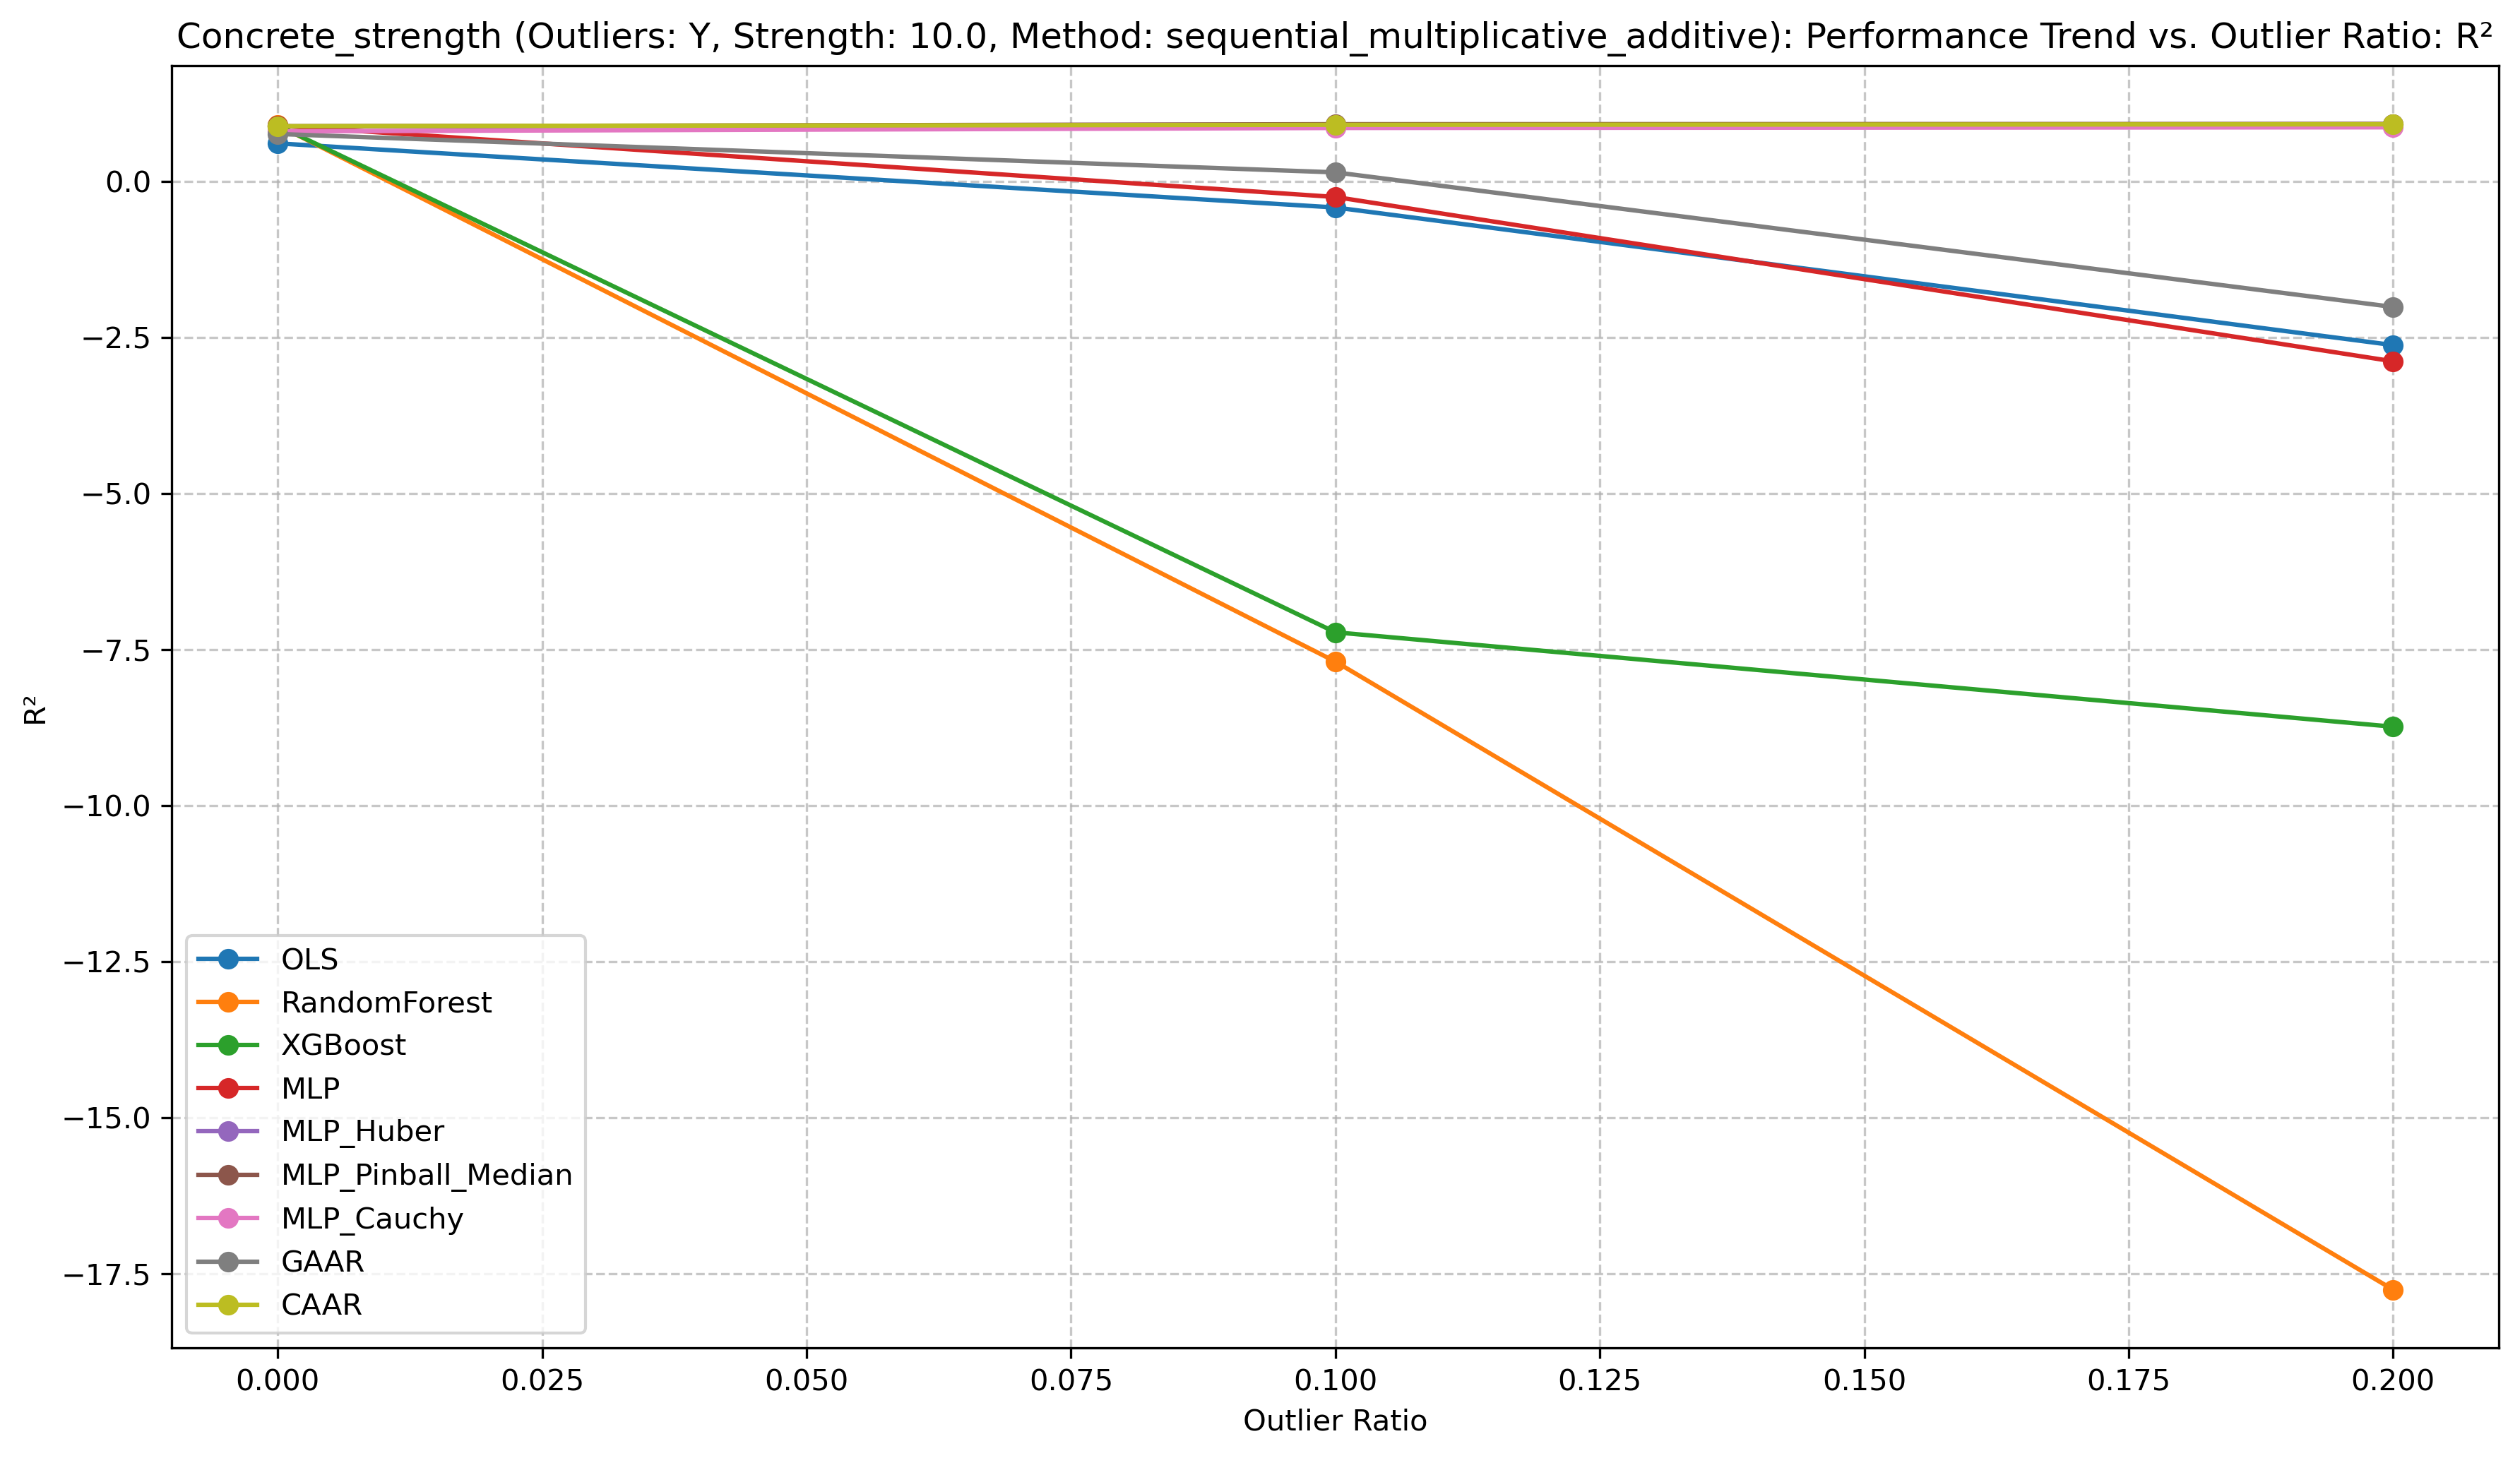 Concrete_strength (Outliers: Y, Strength: 10.0, Method: sequential_multiplicative_additive): Performance Trend vs. Outlier Ratio: R²
R²
0.0
−2.5
−5.0
−7.5
−10.0
−12.5
−15.0
−17.5
OLS
RandomForest
XGBoost
MLP
MLP_Huber
MLP_Pinball_Median
MLP_Cauchy
GAAR
CAAR
0.000 0.025 0.050 0.075 0.100 0.125 0.150 0.175 0.200
Outlier Ratio